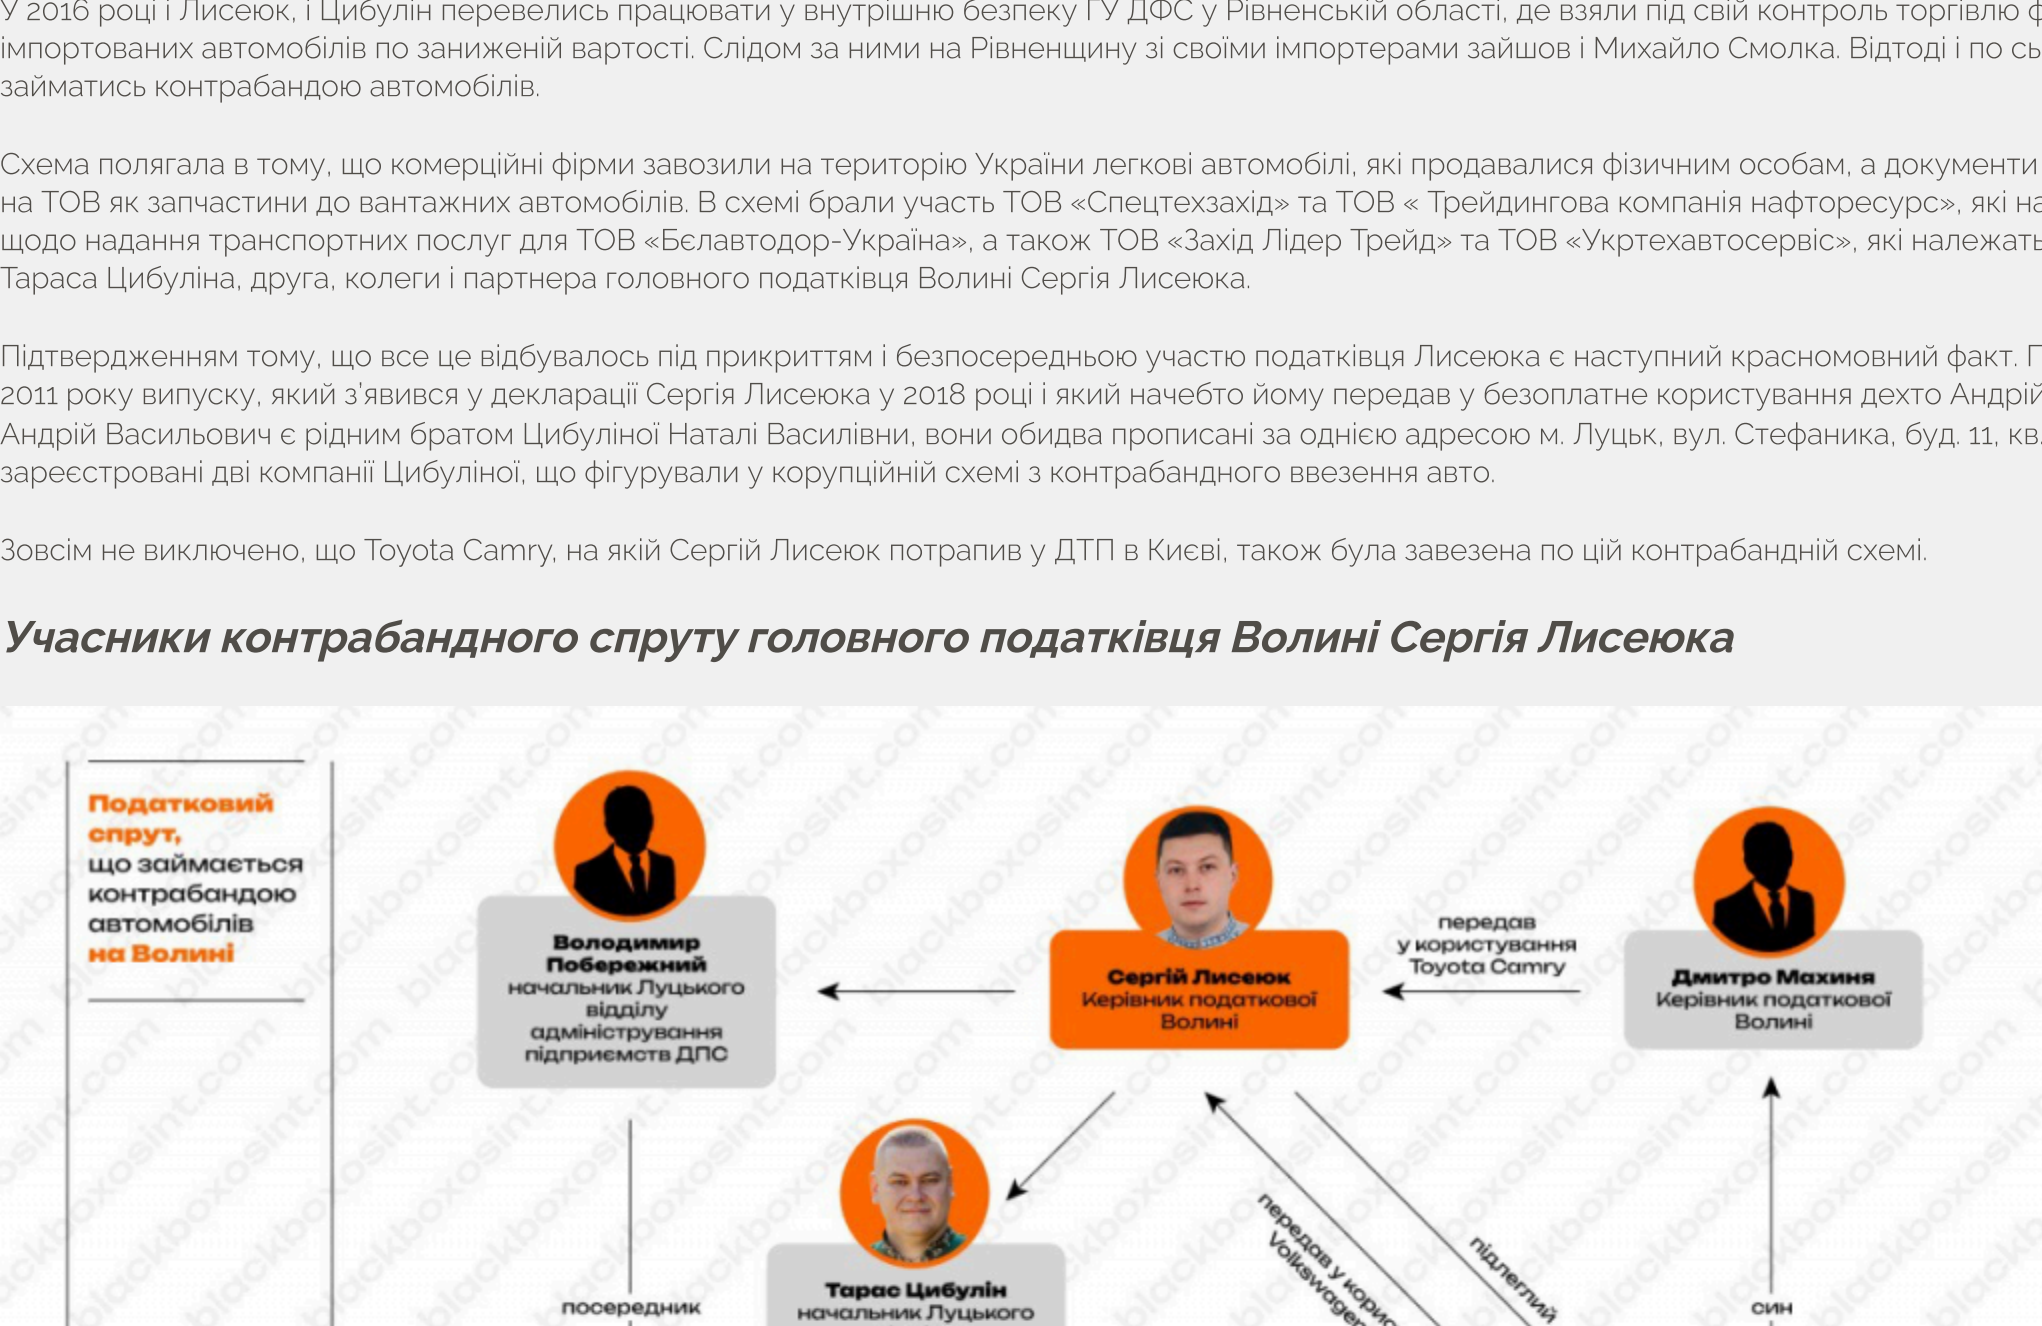 У 2016 році і Лисеюк, і Цибулін перевелись працювати у внутрішню безпеку ГУ ДФС у Рівненській області, де взяли під свій контроль торгівлю
імпортованих автомобілів по заниженій вартості. Слідом за ними на Рівненщину зі своїми імпортерами зайшов і Михайло Смолка. Відтоді і по
займатись контрабандою автомобілів.
Схема полягала в тому, що комерційні фірми завозили на територію України легкові автомобілі, які продавалися фізичним особам, а документи
на ТОВ як запчастини до вантажних автомобілів. В схемі брали участь ТОВ «Спецтехзахід» та ТОВ « Трейдингова компанія нафторесурс», які
щодо надання транспортних послуг для ТОВ «Бєлавтодор-Україна», а також ТОВ «Захід Лідер Трейд» та ТОВ «Укртехавтосервіс», які належать
Тараса Цибуліна, друга, колеги і партнера головного податківця Волині Сергія Лисеюка.
Підтвердженням тому, що все це відбувалось під прикриттям і безпосередньою участю податківця Лисеюка є наступний красномовний факт.
2011 року випуску, який з’явився у декларації Сергія Лисеюка у 2018 році і який начебто йому передав у безоплатне користування дехто Андрій
Андрій Васильович є рідним братом Цибуліної Наталі Василівни, вони обидва прописані за однією адресою м. Луцьк, вул. Стефаника, буд. 11, кв.
зареєстровані дві компанії Цибуліної, що фігурували у корупційній схемі з контрабандного ввезення авто.
Зовсім не виключено, що Toyota Camry, на якій Сергій Лисеюк потрапив у ДТП в Києві, також була завезена по цій контрабандній схемі.
Учасники контрабандного спруту головного податківця Волині Сергія Лисеюка
Податковий
спрут,
що займається
контрабандою
автомобілів
на Волині
Володимир
Побережний
начальник Луцького
відділу
адміністрування
підприємств ДПС
Сергій Лисеюк
Керівник податкової
Волині
передав
у користування
Toyota Camry
Дмитро Махиня
Керівник податкової
Волині
Тарас Цибулін
начальник Луцького
посередник
передав у
Volkswagen
підлеглий
син
blackboxosint.com